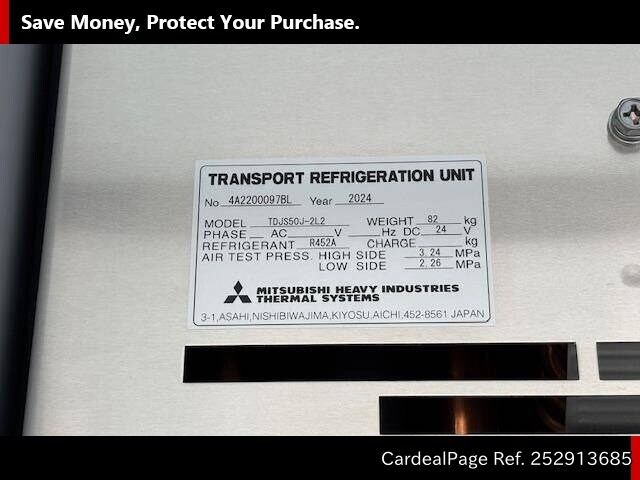 Save Money, Protect Your Purchase.
TRANSPORT REFRIGERATION UNIT
No 4A2200097BL Year 2024
MODEL TDJS50J-2L2 WEIGHT 82 kg
PHASE AC V Hz DC 24 V
REFRIGERANT R452A CHARGE kg
AIR TEST PRESS. HIGH SIDE 3.24 MPa
LOW SIDE 2.26 MPa
MITSUBISHI HEAVY INDUSTRIES
THERMAL SYSTEMS
3-1,ASAHI,NISHIBIWAJIMA,KIYOSU,AICHI,452-8561 JAPAN
CardealPage Ref. 252913685